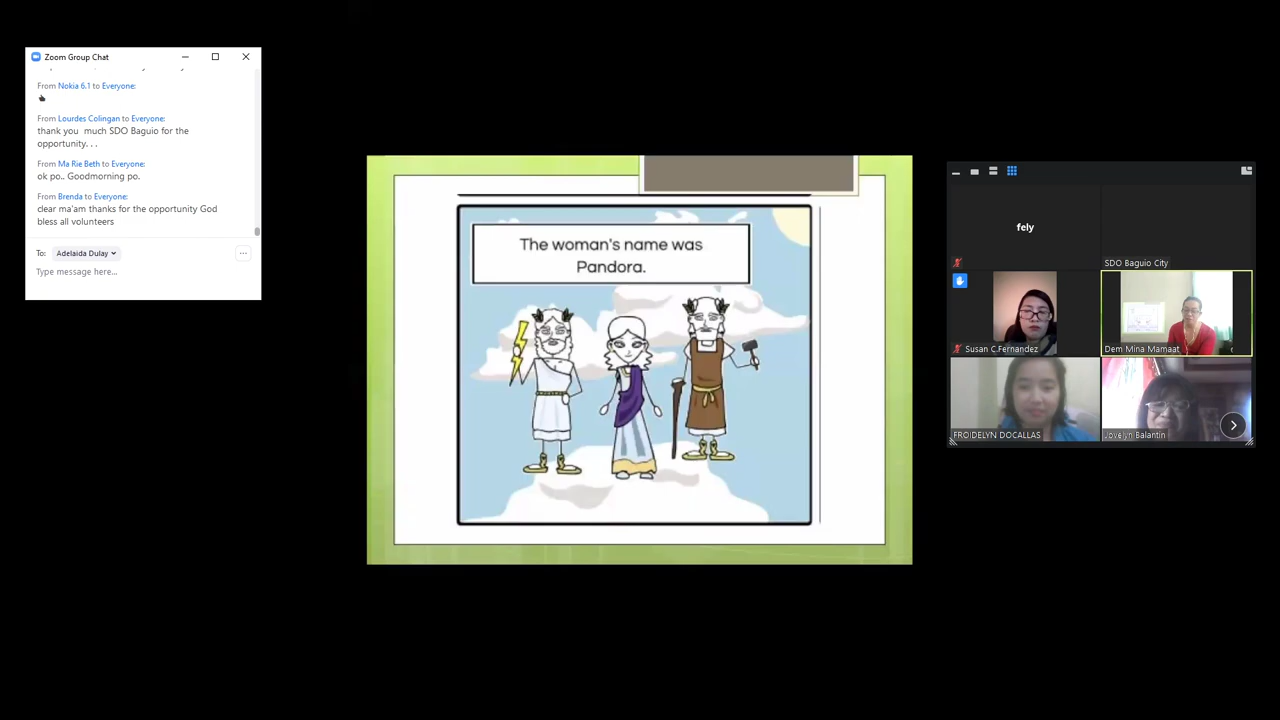 Zoom Group Chat
From Nokia 6.1 to Everyone:
From Lourdes Colingan to Everyone:
thank you  much SDO Baguio for the
opportunity. . .
From Ma Rie Beth to Everyone:
ok po.. Goodmorning po.
From Brenda to Everyone:
clear ma'am thanks for the opportunity God
bless all volunteers
To: Adelaida Dulay
Type message here...
The woman's name was
Pandora.
fely
SDO Baguio City
Susan C.Fernandez
Dem Mina Mamaat
FROIDELYN DOCALLAS
Jovelyn Balantin